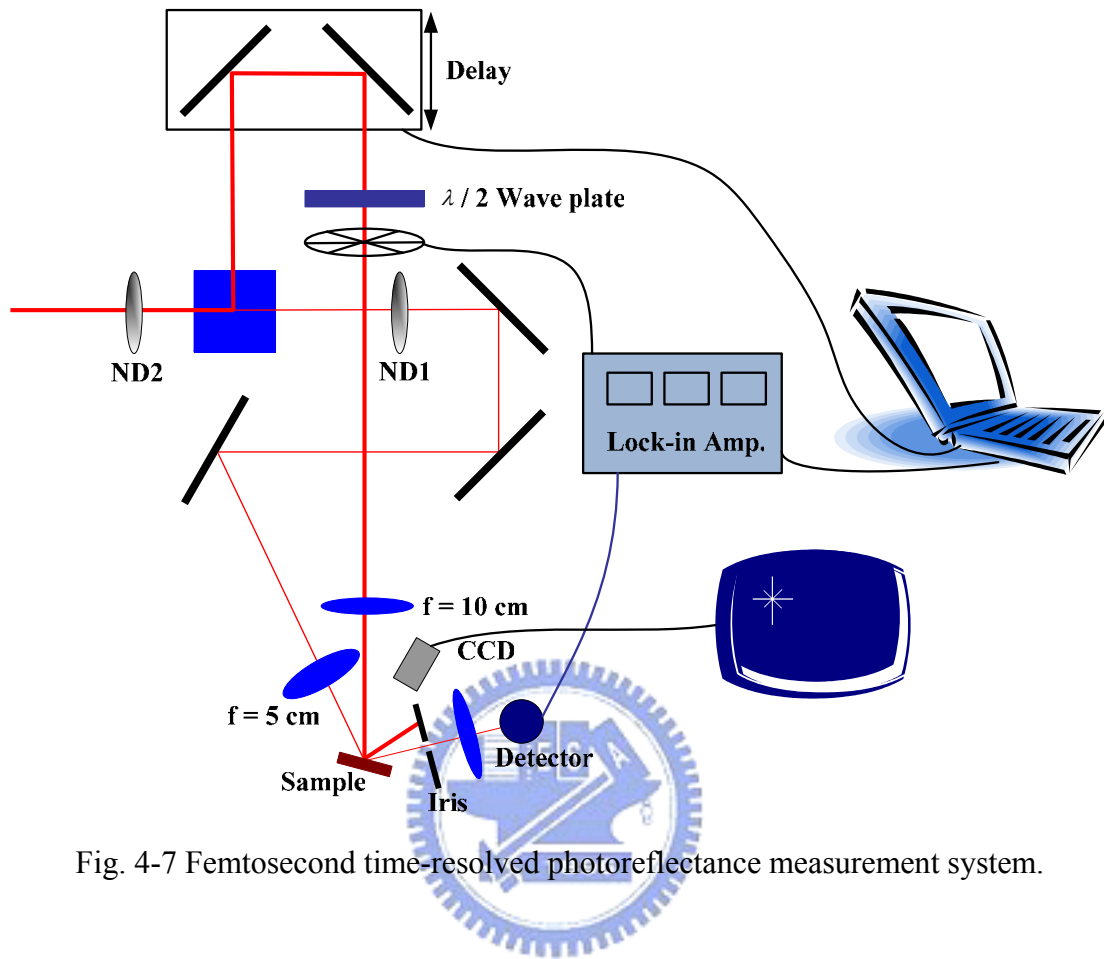 Delay
λ / 2 Wave plate
ND2
ND1
Lock-in Amp.
f = 10 cm
CCD
f = 5 cm
Detector
Sample
Iris
Fig. 4-7 Femtosecond time-resolved photoreflectance measurement system.